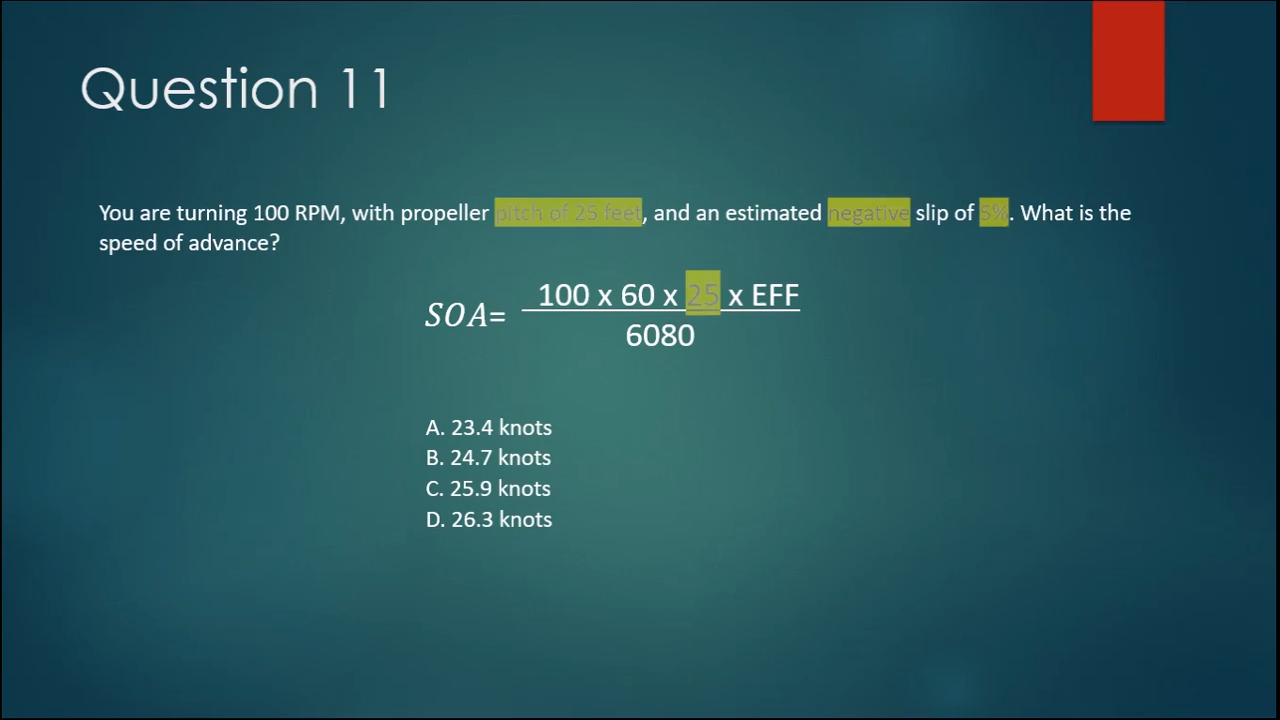 Question 11
You are turning 100 RPM, with propeller pitch of 25 feet, and an estimated negative slip of 5%. What is the
speed of advance?
SOA= 100 x 60 x 25 x EFF
6080
A. 23.4 knots
B. 24.7 knots
C. 25.9 knots
D. 26.3 knots